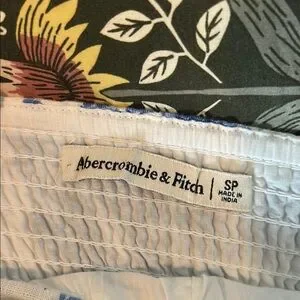 Abercrombie & Fitch
SP
MADE IN
INDIA